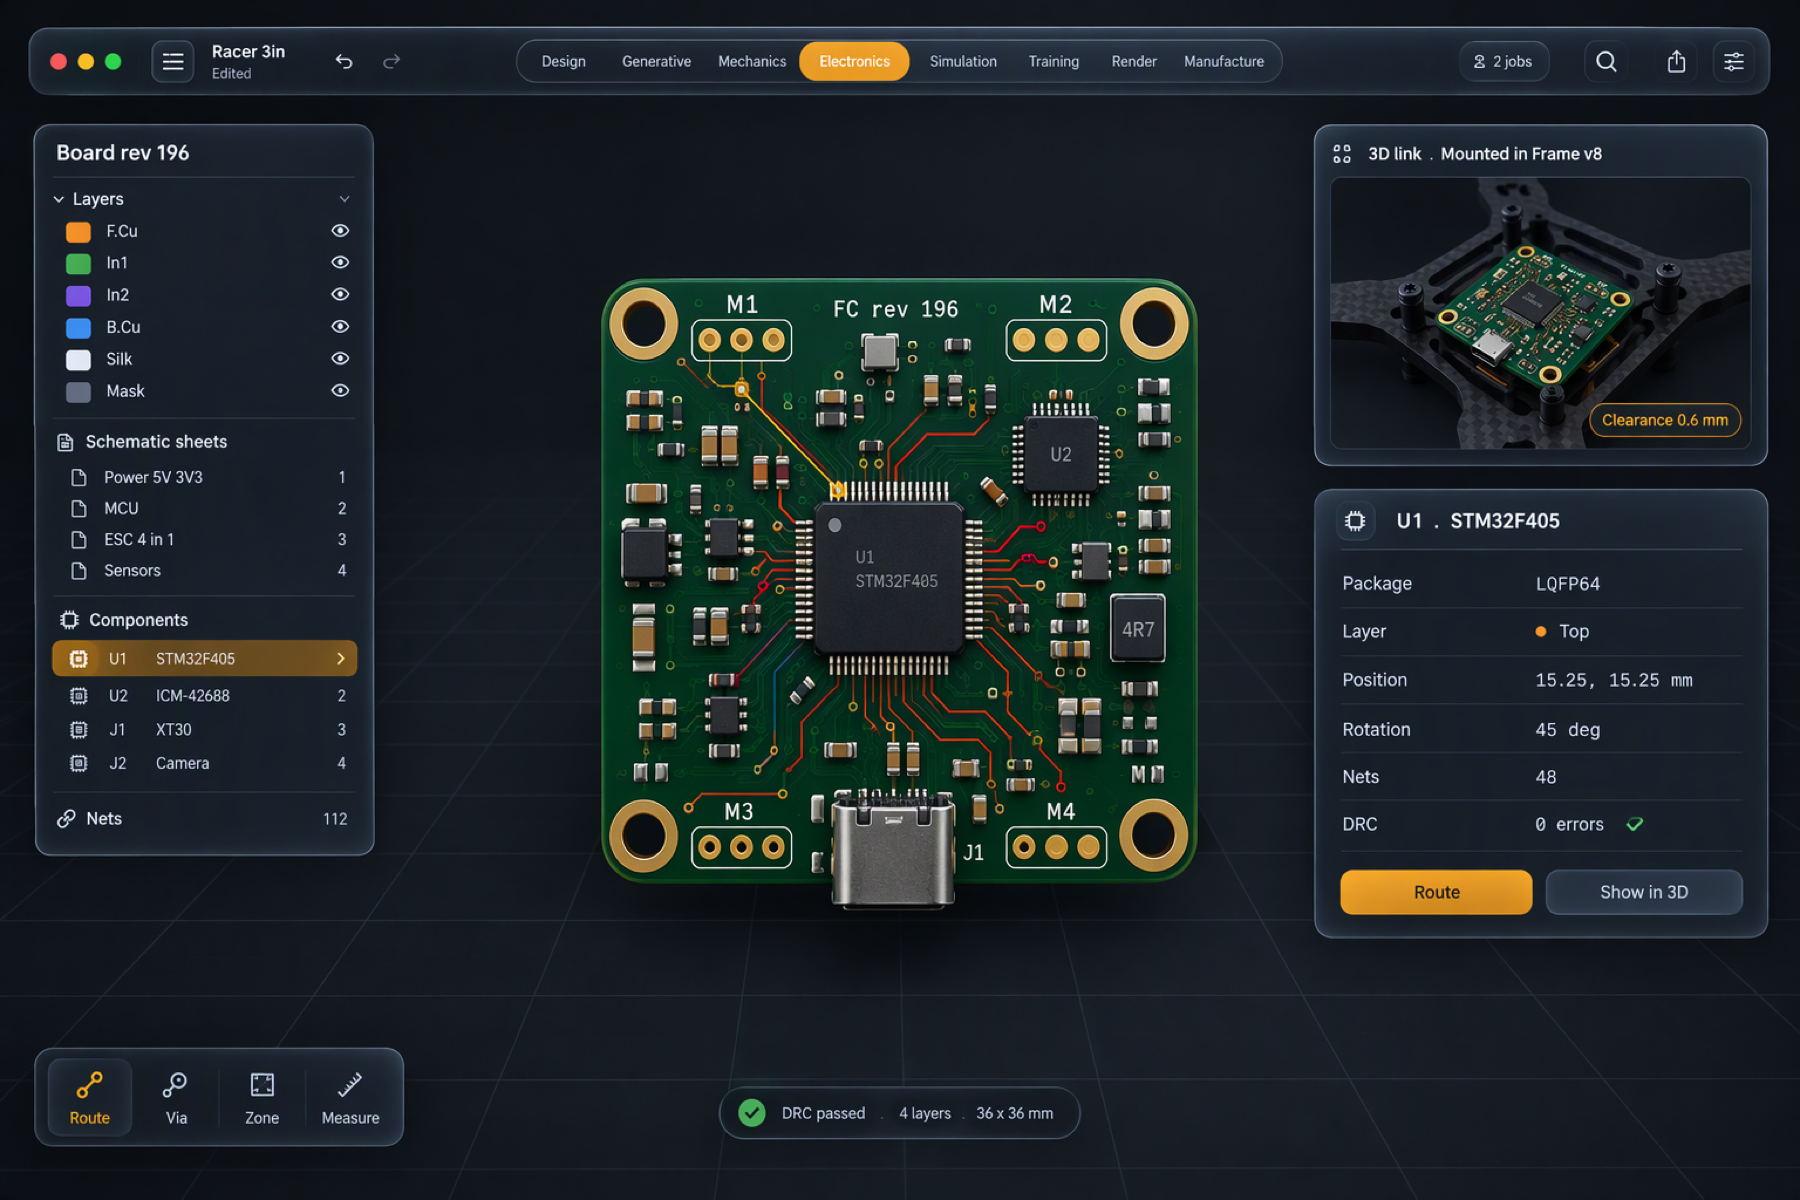 Racer 3in
Edited
Design
Generative
Mechanics
Electronics
Simulation
Training
Render
Manufacture
2 jobs
Board rev 196
Layers
F.Cu
In1
In2
B.Cu
Silk
Mask
Schematic sheets
Power 5V 3V3 1
MCU 2
ESC 4 in 1 3
Sensors 4
Components
U1 STM32F405
U2 ICM-42688 2
J1 XT30 3
J2 Camera 4
Nets 112
M1
FC rev 196
M2
U2
U1
STM32F405
4R7
M3
M4
J1
3D link . Mounted in Frame v8
Clearance 0.6 mm
U1 . STM32F405
Package LQFP64
Layer Top
Position 15.25, 15.25 mm
Rotation 45 deg
Nets 48
DRC 0 errors
Route
Show in 3D
Route
Via
Zone
Measure
DRC passed . 4 layers . 36 x 36 mm